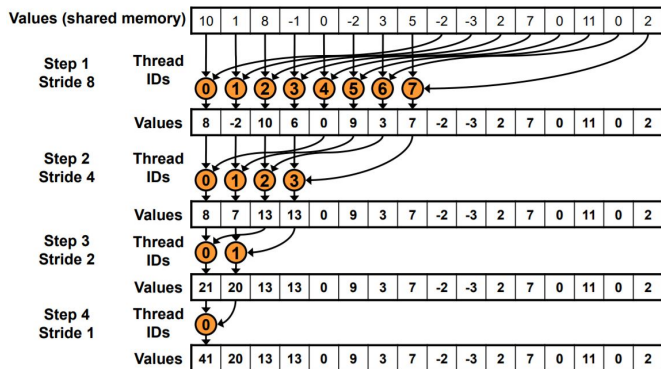 Values (shared memory) 10 1 8 -1 0 -2 3 5 -2 -3 2 7 0 11 0 2
Step 1 Stride 8 Thread IDs 0 1 2 3 4 5 6 7
Values 8 -2 10 6 0 9 3 7 -2 -3 2 7 0 11 0 2
Step 2 Stride 4 Thread IDs 0 1 2 3
Values 8 7 13 13 0 9 3 7 -2 -3 2 7 0 11 0 2
Step 3 Stride 2 Thread IDs 0 1
Values 21 20 13 13 0 9 3 7 -2 -3 2 7 0 11 0 2
Step 4 Stride 1 Thread IDs 0
Values 41 20 13 13 0 9 3 7 -2 -3 2 7 0 11 0 2